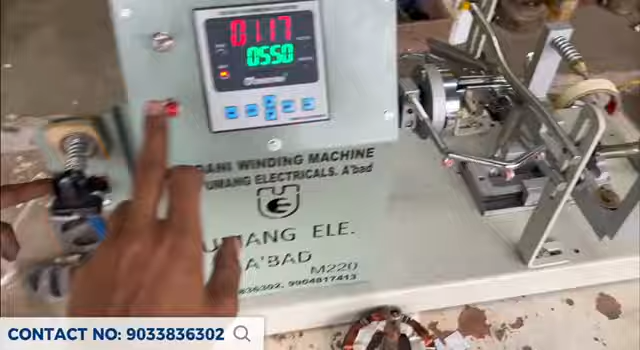 0117
0550
DANI WINDING MACHINE
UMANG ELECTRICALS. A'bad
UMANG ELE.
A'BAD
M220
836302, 9904817413
CONTACT NO: 9033836302